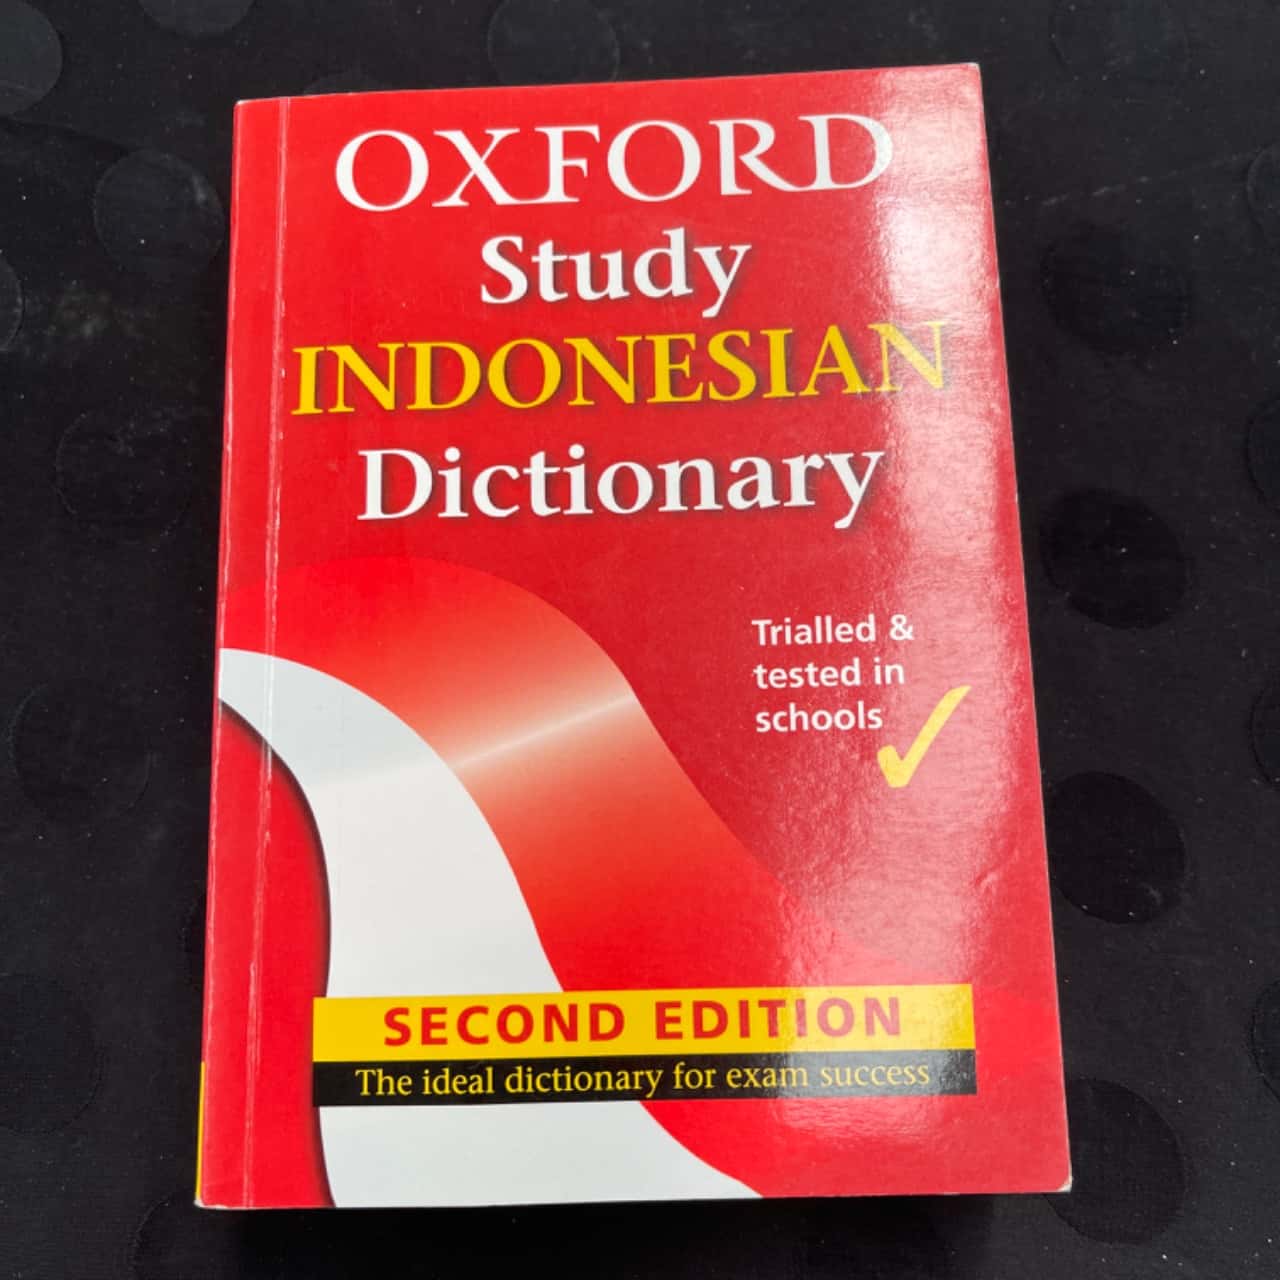 OXFORD
Study
INDONESIAN
Dictionary
Trialled &
tested in
schools
SECOND EDITION
The ideal dictionary for exam success